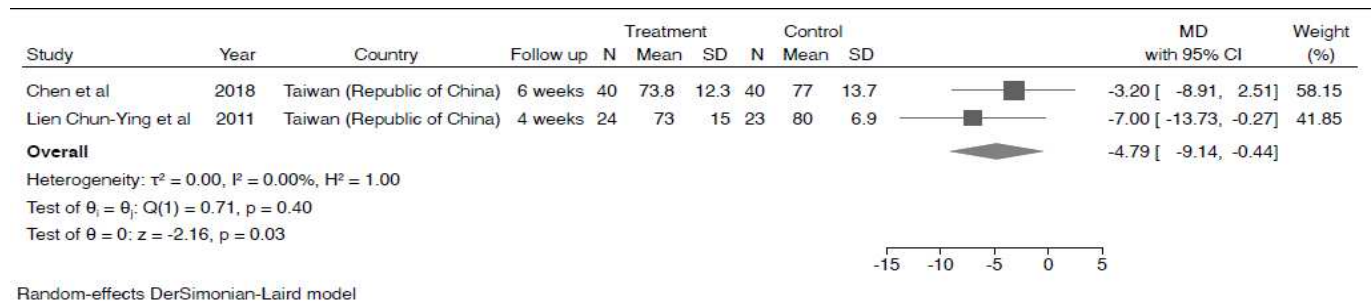 Treatment Control MD Weight
Study Year Country Follow up N Mean SD N Mean SD with 95% CI (%)
Chen et al 2018 Taiwan (Republic of China) 6 weeks 40 73.8 12.3 40 77 13.7 -3.20 [ -8.91, 2.51] 58.15
Lien Chun-Ying et al 2011 Taiwan (Republic of China) 4 weeks 24 73 15 23 80 6.9 -7.00 [ -13.73, -0.27] 41.85
Overall -4.79 [ -9.14, -0.44]
Heterogeneity: τ² = 0.00, I² = 0.00%, H² = 1.00
Test of θᵢ = θⱼ: Q(1) = 0.71, p = 0.40
Test of θ = 0: z = -2.16, p = 0.03
-15 -10 -5 0 5
Random-effects DerSimonian-Laird model